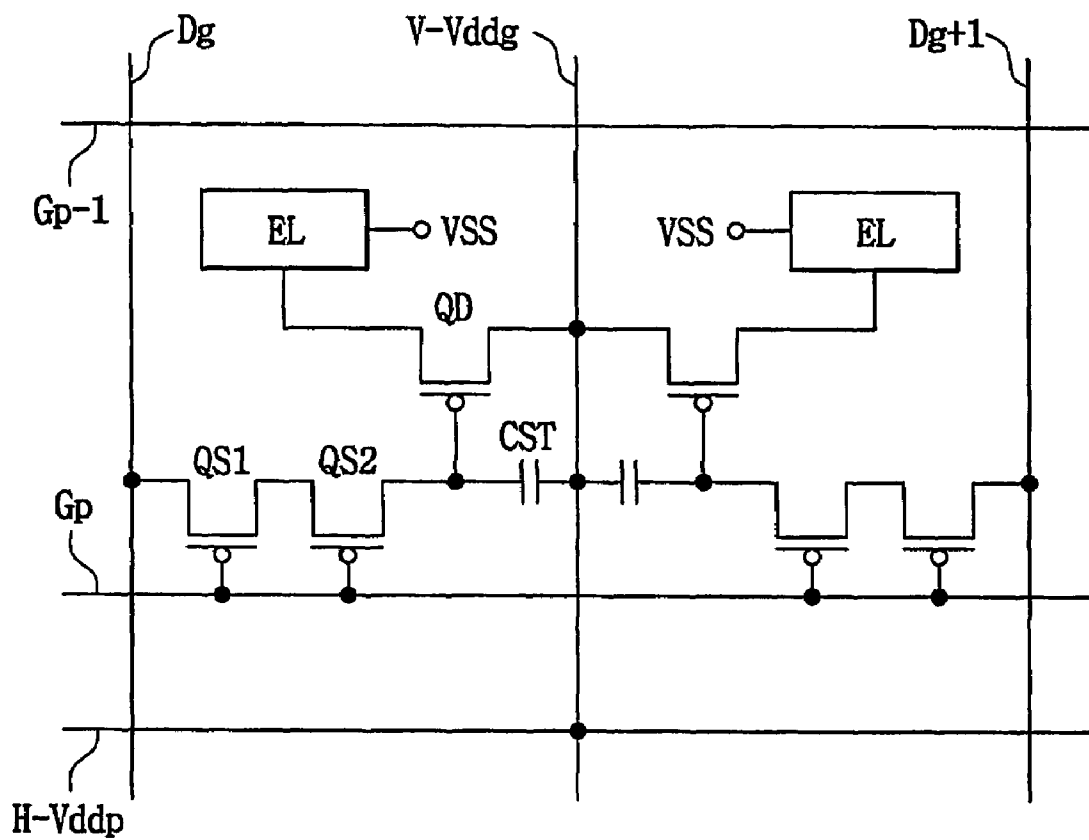 Dg
V-Vddg
Dg+1
Gp-1
EL
VSS
VSS
EL
QD
CST
QS1
QS2
Gp
H-Vddp